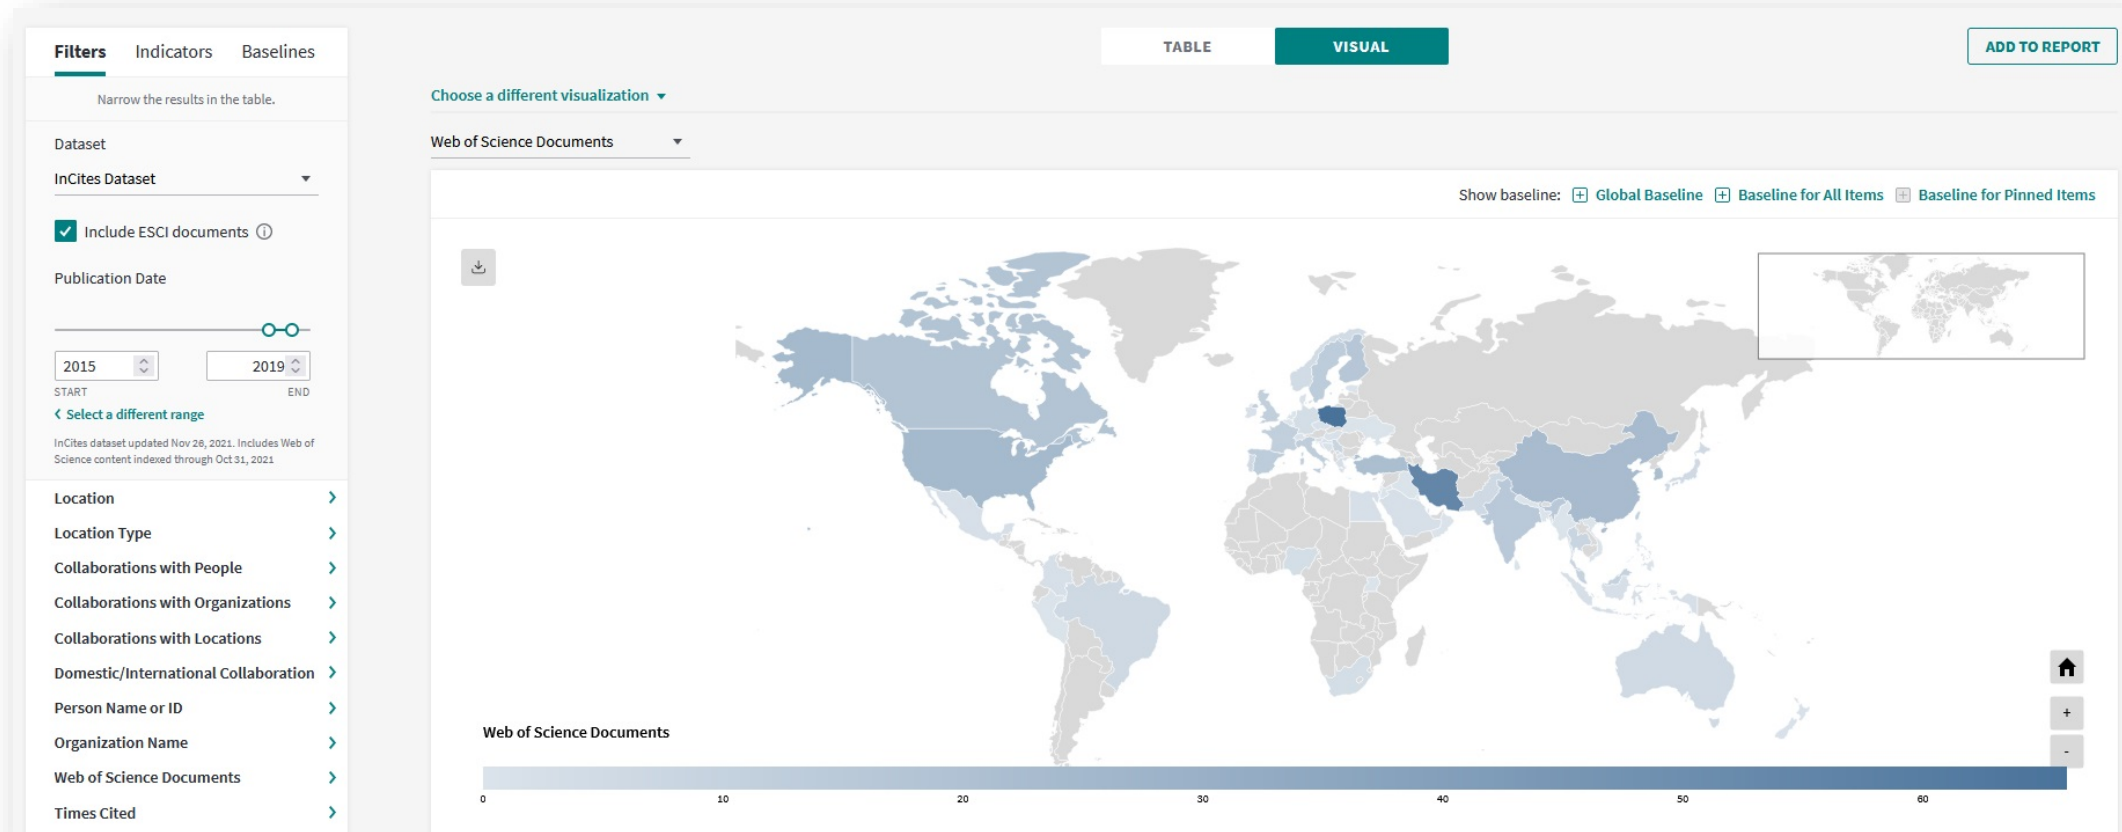 Filters Indicators Baselines
Narrow the results in the table.
Dataset
InCites Dataset
Include ESCI documents
Publication Date
2015 2019
START END
Select a different range
InCites dataset updated Nov 26, 2021. Includes Web of
Science content indexed through Oct 31, 2021
Location
Location Type
Collaborations with People
Collaborations with Organizations
Collaborations with Locations
Domestic/International Collaboration
Person Name or ID
Organization Name
Web of Science Documents
Times Cited
TABLE VISUAL
ADD TO REPORT
Choose a different visualization
Web of Science Documents
Show baseline: Global Baseline Baseline for All Items Baseline for Pinned Items
+
-
Web of Science Documents
0 10 20 30 40 50 60